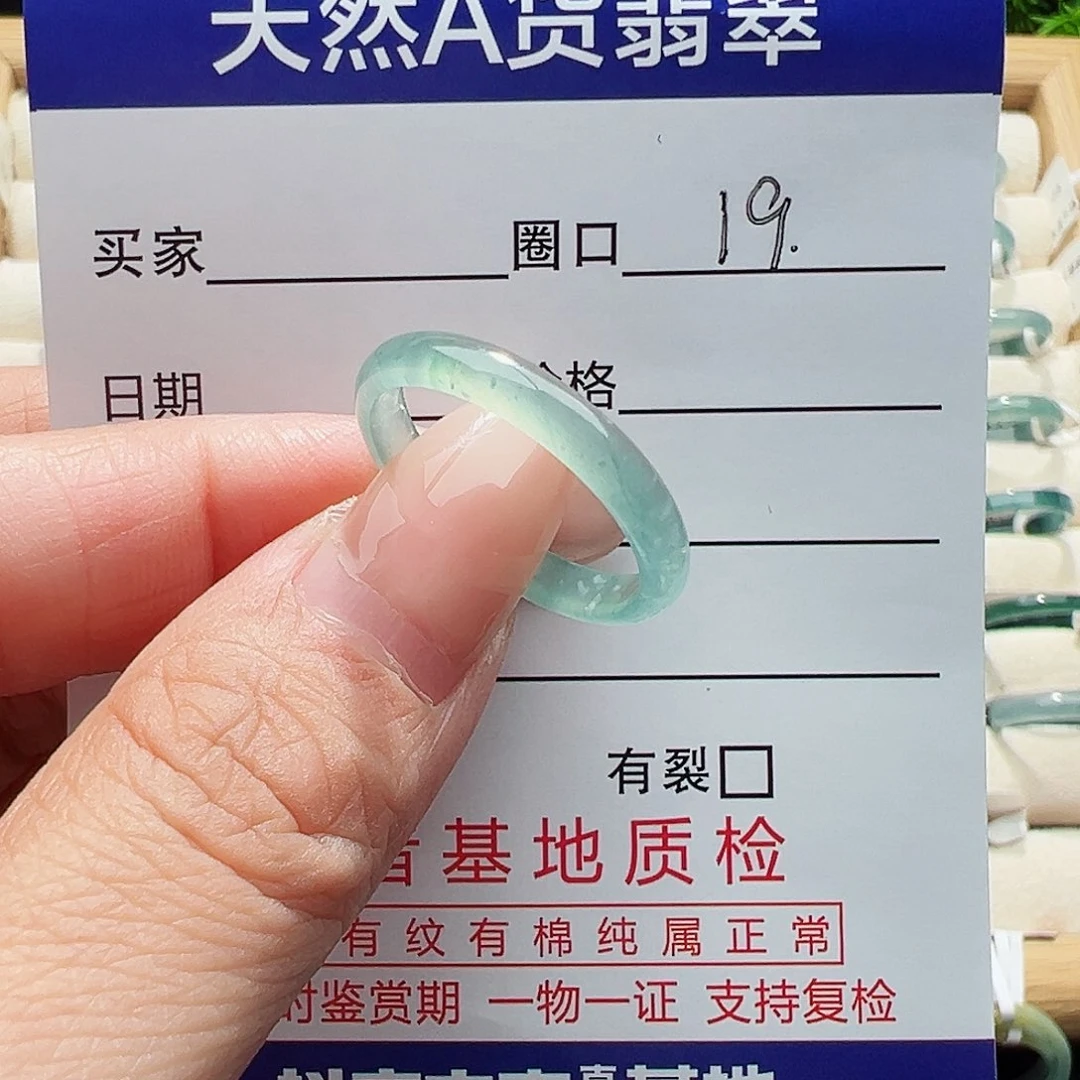 天然A货翡翠
买家 圈口 19.
日期 格
有裂
基地质检
有纹有棉纯属正常
时鉴赏期 一物一证 支持复检